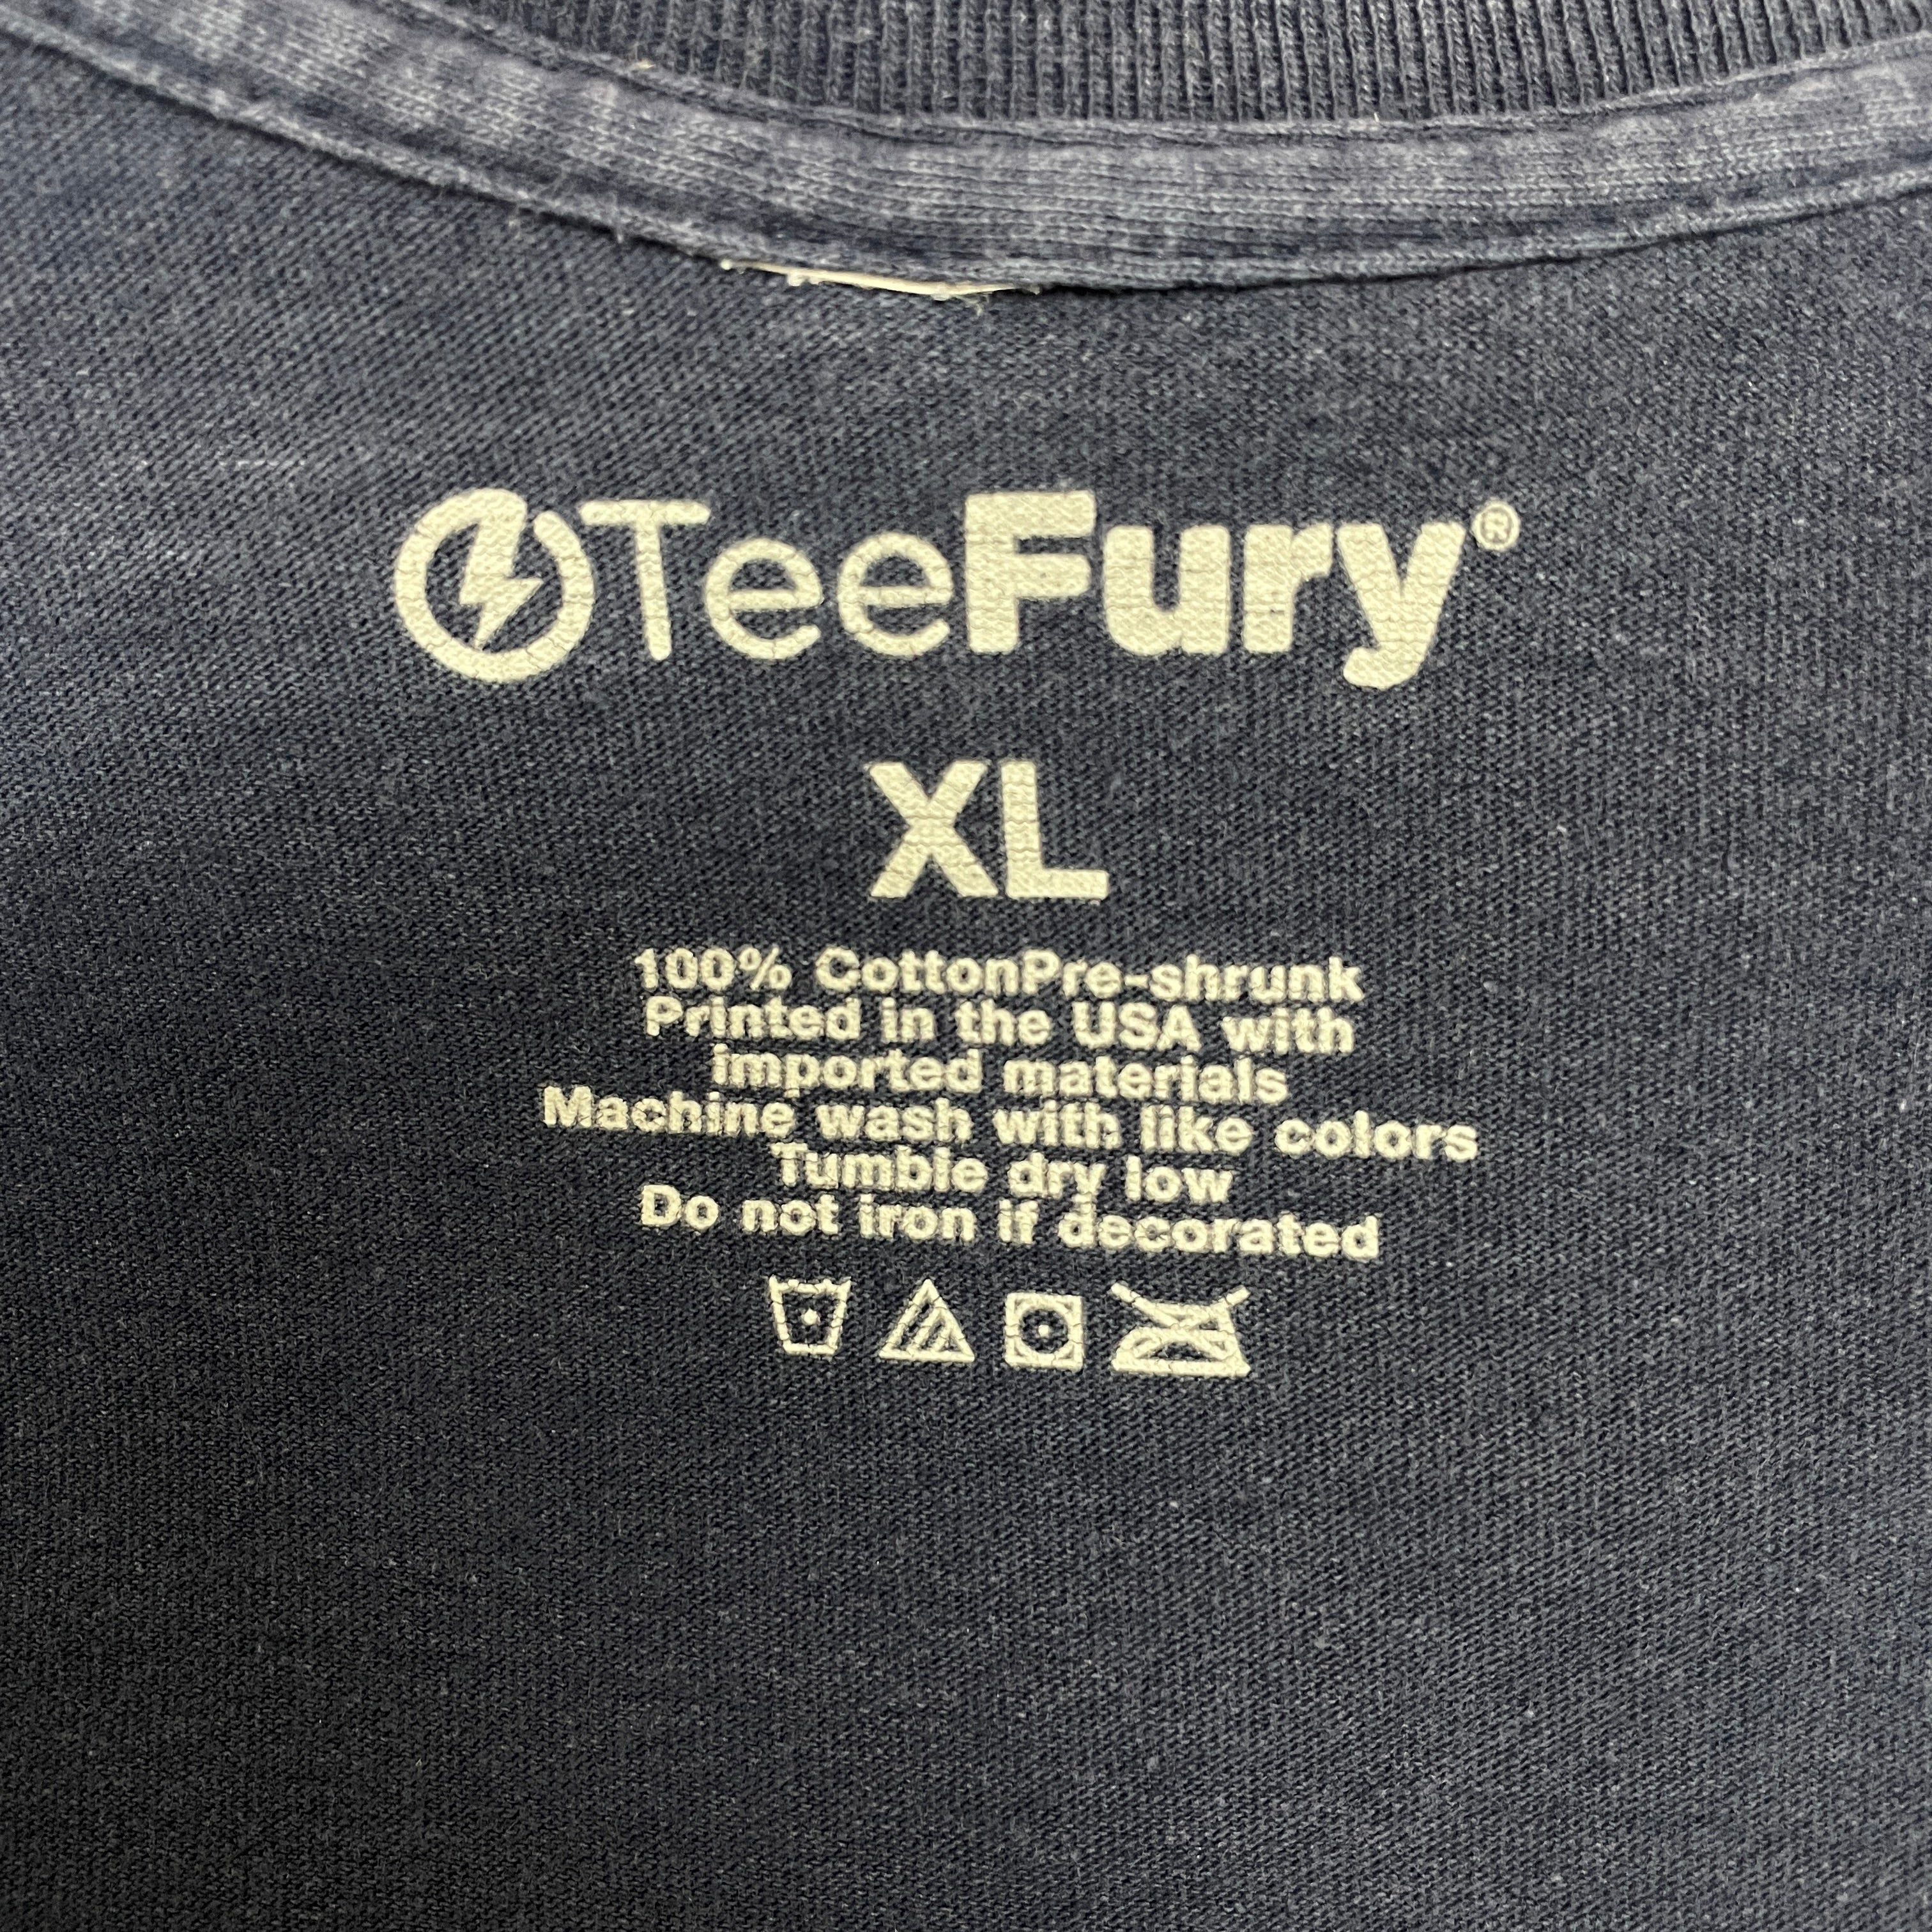 TeeFury®
XL
100% CottonPre-shrunk
Printed in the USA with
imported materials
Machine wash with like colors
Tumble dry low
Do not iron if decorated